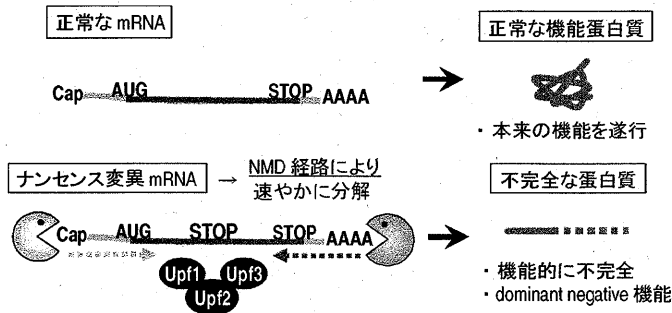 正常な mRNA
正常な機能蛋白質
Cap AUG STOP AAAA
・本来の機能を遂行
ナンセンス変異 mRNA → NMD 経路により
速やかに分解
不完全な蛋白質
Cap AUG STOP STOP AAAA
Upf1 Upf3
Upf2
・機能的に不完全
・dominant negative 機能